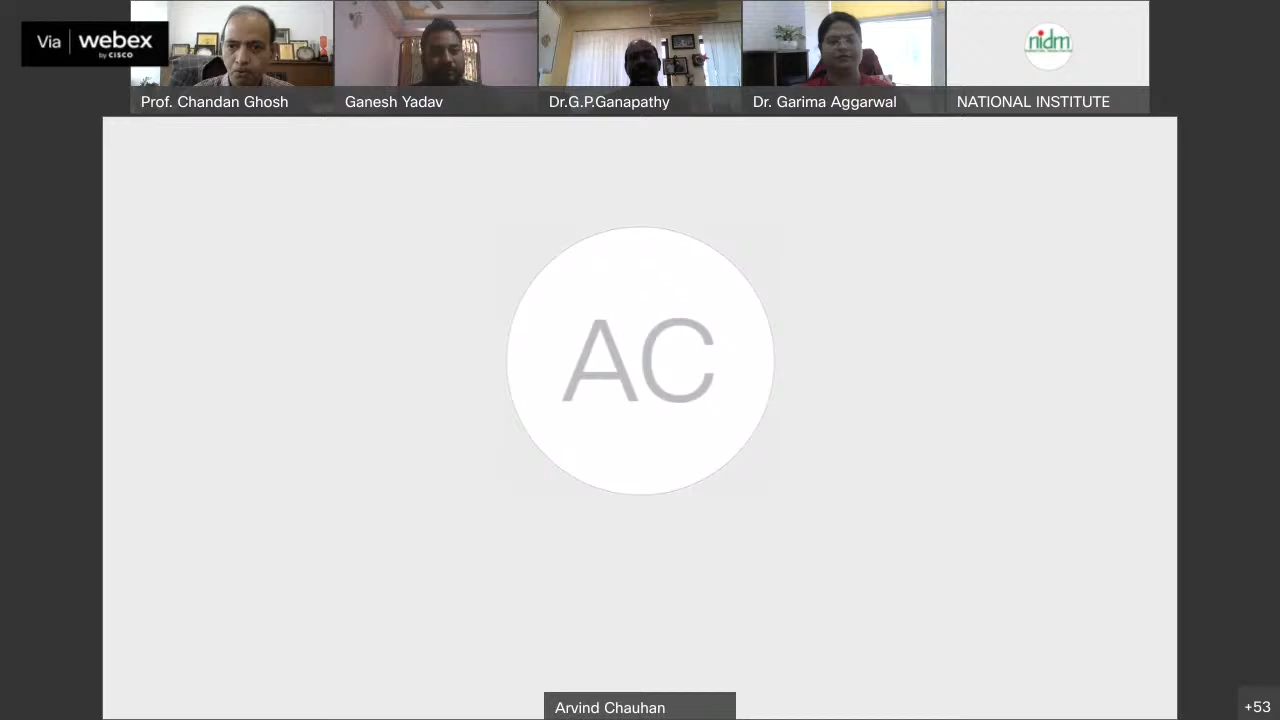 Via webex
by CISCO
Prof. Chandan Ghosh
Ganesh Yadav
Dr.G.P.Ganapathy
Dr. Garima Aggarwal
nidm
NATIONAL INSTITUTE
AC
Arvind Chauhan
+53